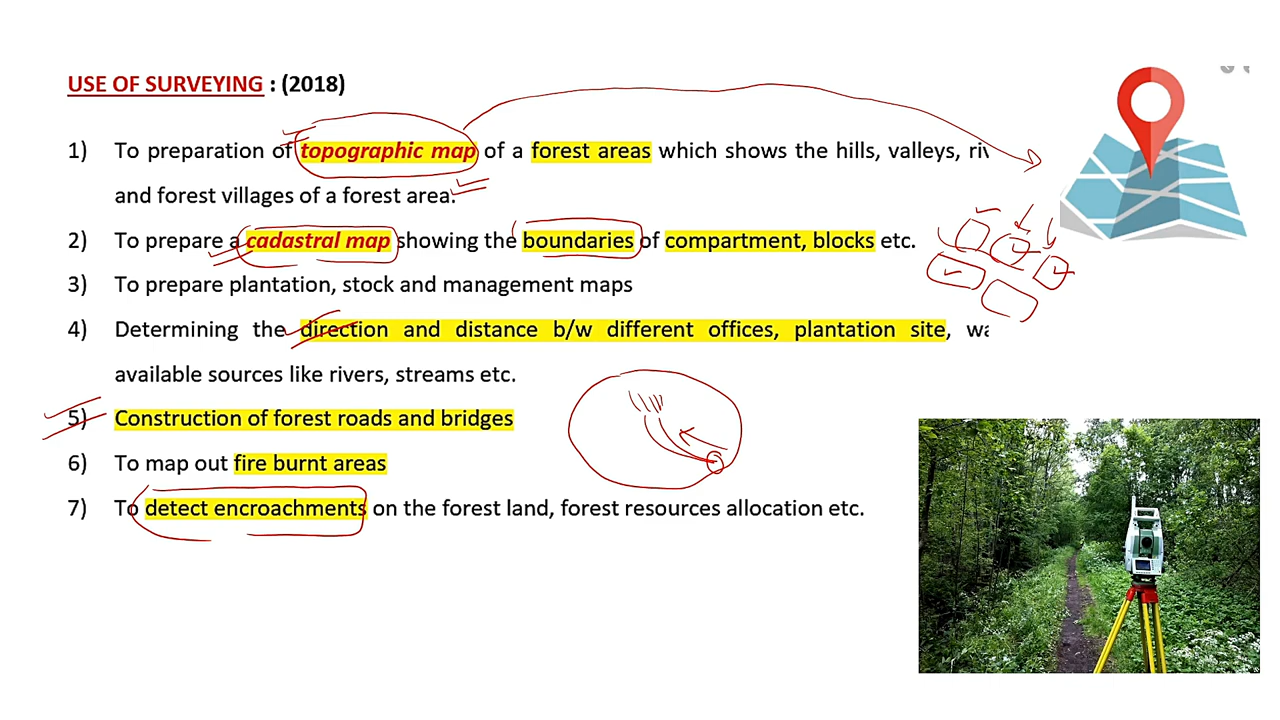 USE OF SURVEYING : (2018)
1) To preparation of topographic map of a forest areas which shows the hills, valleys,
and forest villages of a forest area.
2) To prepare a cadastral map showing the boundaries of compartment, blocks etc.
3) To prepare plantation, stock and management maps
4) Determining the direction and distance b/w different offices, plantation site,
available sources like rivers, streams etc.
5) Construction of forest roads and bridges
6) To map out fire burnt areas
7) To detect encroachments on the forest land, forest resources allocation etc.